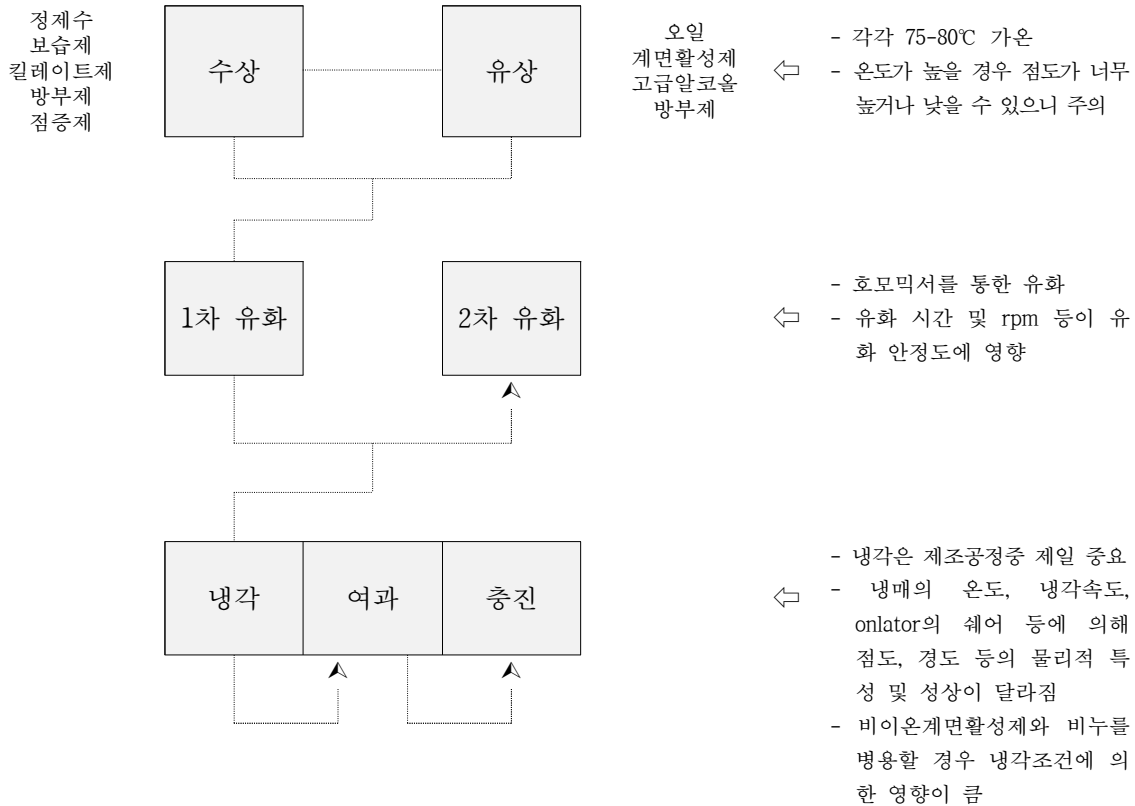 정제수
보습제
킬레이트제
방부제
점증제
수상
유상
오일
계면활성제
고급알코올
방부제
⇦
- 각각 75-80℃ 가온
- 온도가 높을 경우 점도가 너무
높거나 낮을 수 있으니 주의
1차 유화
2차 유화
⇦
- 호모믹서를 통한 유화
- 유화 시간 및 rpm 등이 유
화 안정도에 영향
냉각
여과
충진
⇦
- 냉각은 제조공정중 제일 중요
- 냉매의 온도, 냉각속도,
onlator의 쉐어 등에 의해
점도, 경도 등의 물리적 특
성 및 성상이 달라짐
- 비이온계면활성제와 비누를
병용할 경우 냉각조건에 의
한 영향이 큼